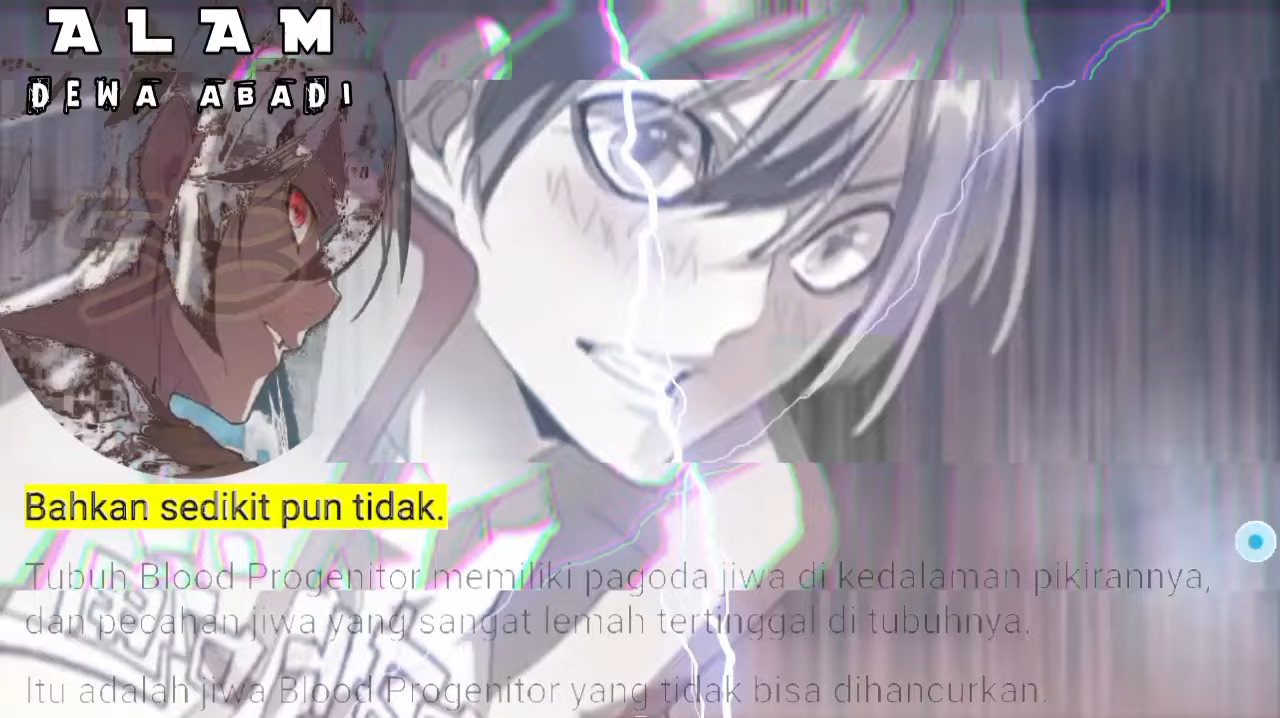 ALAM
DEWA ABADI
Bahkan sedikit pun tidak.
Tubuh Blood Progenitor memiliki pagoda jiwa di kedalaman pikirannya,
dan pecahan jiwa yang sangat lemah tertinggal di tubuhnya.
Itu adalah jiwa Blood Progenitor yang tidak bisa dihancurkan.